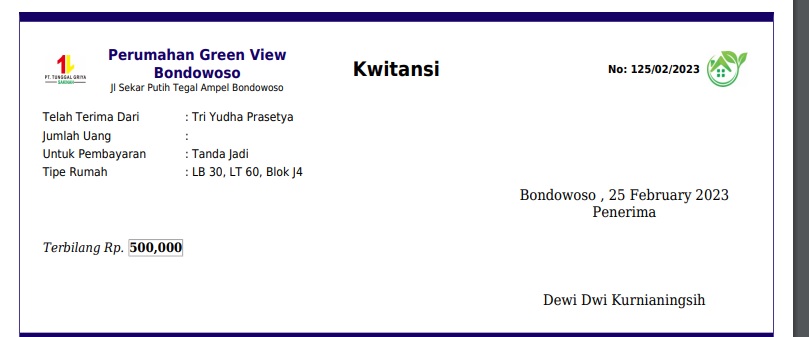 Perumahan Green View
Bondowoso
Jl Sekar Putih Tegal Ampel Bondowoso
PT. TUNGGAL GRIYA
SAKINAH
Kwitansi
No: 125/02/2023
Telah Terima Dari : Tri Yudha Prasetya
Jumlah Uang :
Untuk Pembayaran : Tanda Jadi
Tipe Rumah : LB 30, LT 60, Blok J4
Bondowoso , 25 February 2023
Penerima
Terbilang Rp. 500,000
Dewi Dwi Kurnianingsih